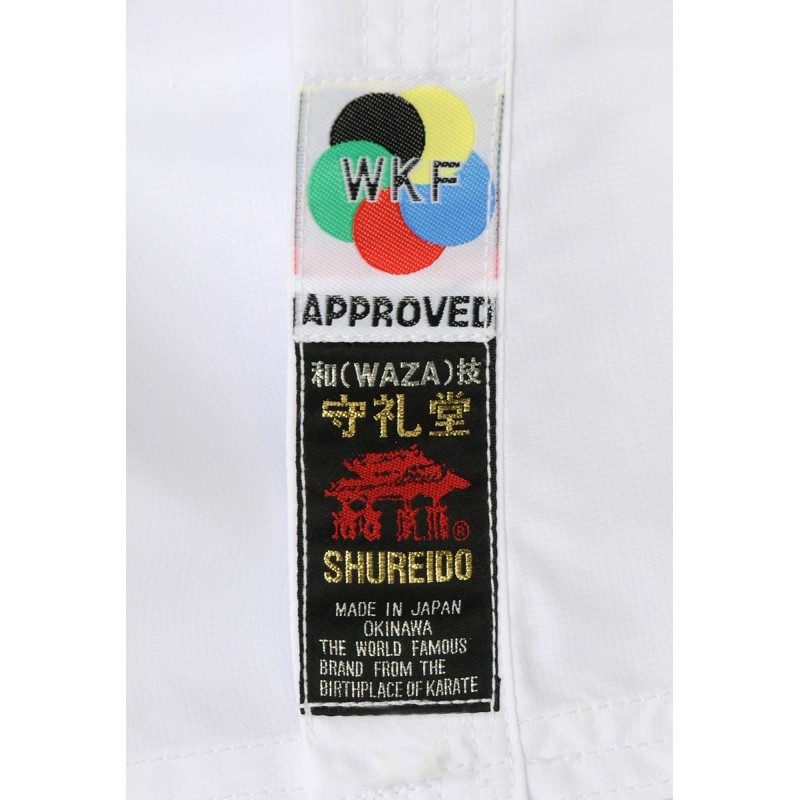 WKF
APPROVED
和(WAZA)技
守礼堂
®
SHUREIDO
MADE IN JAPAN
OKINAWA
THE WORLD FAMOUS
BRAND FROM THE
BIRTHPLACE OF KARATE